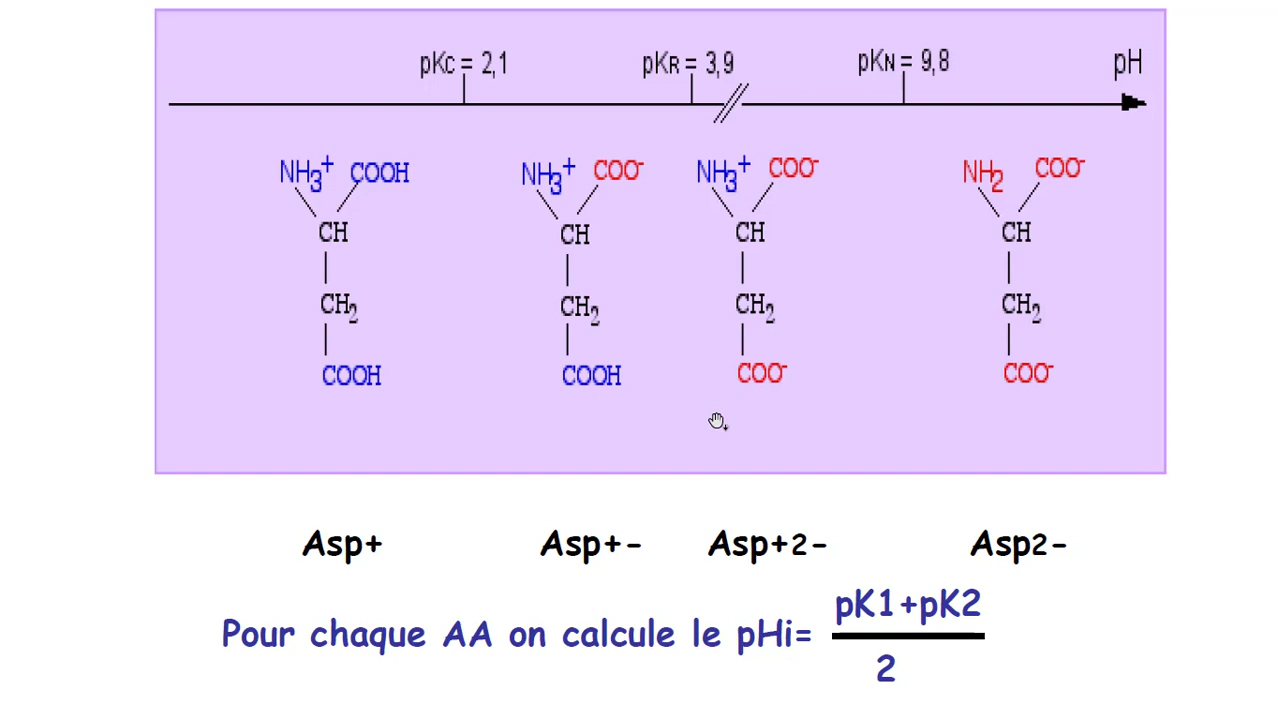 pKC = 2,1 pKR = 3,9 pKN = 9,8 pH
NH3+ COOH NH3+ COO- NH3+ COO- NH2 COO-
CH CH CH CH
CH2 CH2 CH2 CH2
COOH COOH COO- COO-
Asp+ Asp+- Asp+2- Asp2-
Pour chaque AA on calcule le pHi= pK1+pK2
2